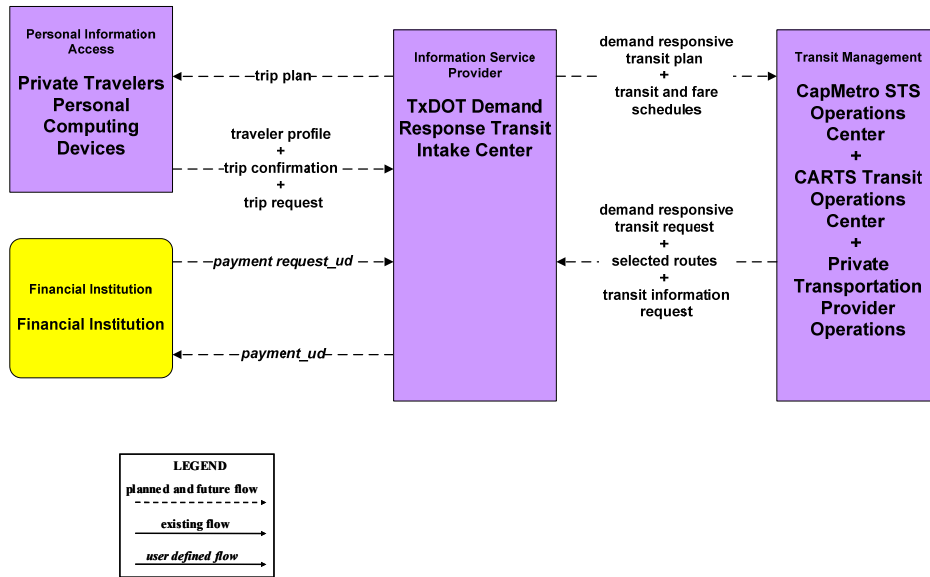 Personal Information
Access
Private Travelers
Personal
Computing
Devices
trip plan
traveler profile
+
trip confirmation
+
trip request
Financial Institution
Financial Institution
payment request_ud
payment_ud
Information Service
Provider
TxDOT Demand
Response Transit
Intake Center
demand responsive
transit plan
+
transit and fare
schedules
demand responsive
transit request
+
selected routes
+
transit information
request
Transit Management
CapMetro STS
Operations
Center
+
CARTS Transit
Operations
Center
+
Private
Transportation
Provider
Operations
LEGEND
planned and future flow
existing flow
user defined flow